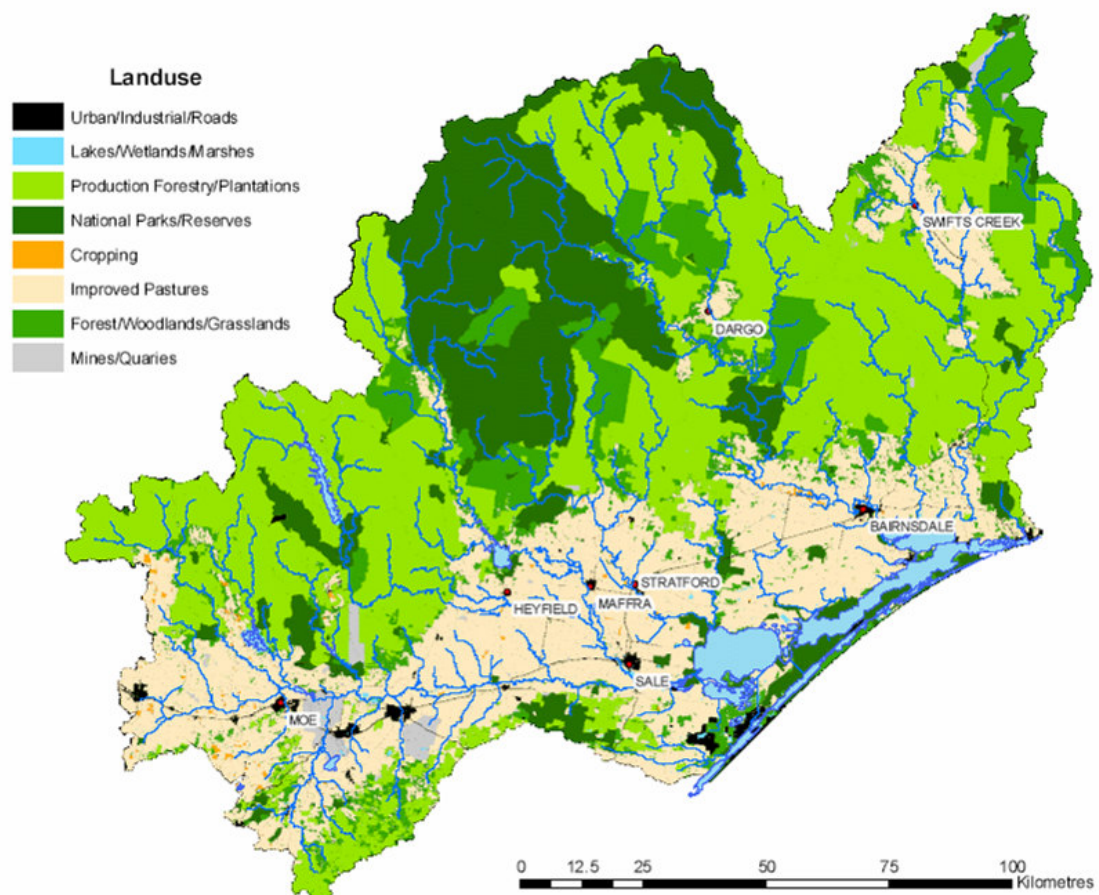 Landuse
Urban/Industrial/Roads
Lakes/Wetlands/Marshes
Production Forestry/Plantations
National Parks/Reserves
Cropping
Improved Pastures
Forest/Woodlands/Grasslands
Mines/Quaries
SWIFTS CREEK
DARGO
BAIRNSDALE
STRATFORD
HEYFIELD
MAFFRA
SALE
MOE
0 12.5 25 50 75 100
Kilometres